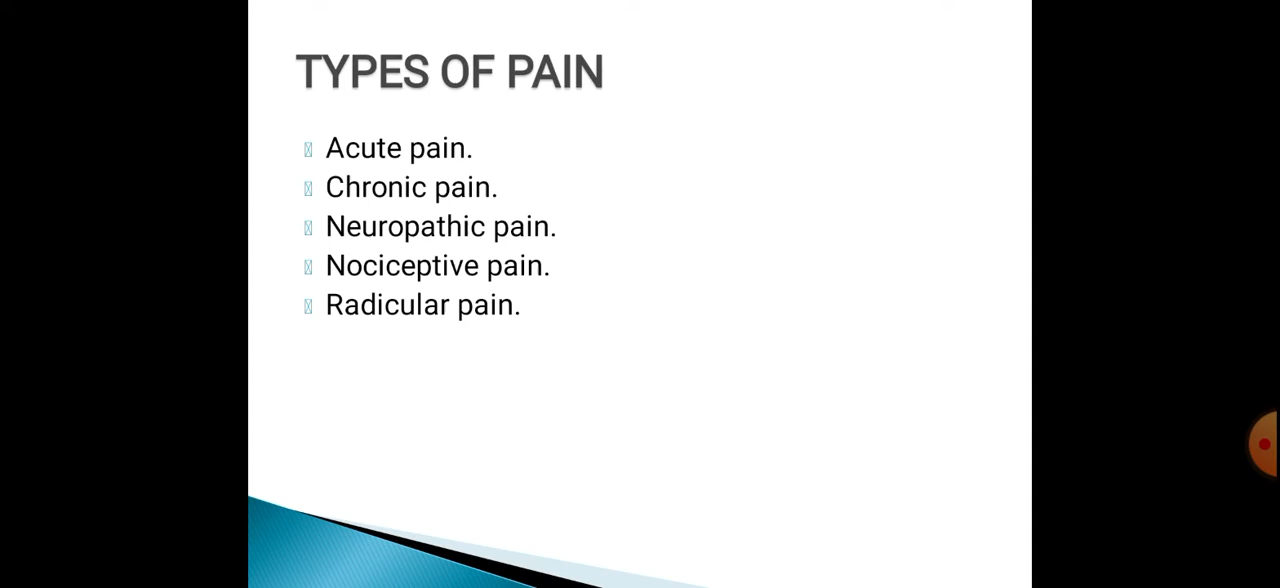 TYPES OF PAIN
Acute pain.
Chronic pain.
Neuropathic pain.
Nociceptive pain.
Radicular pain.